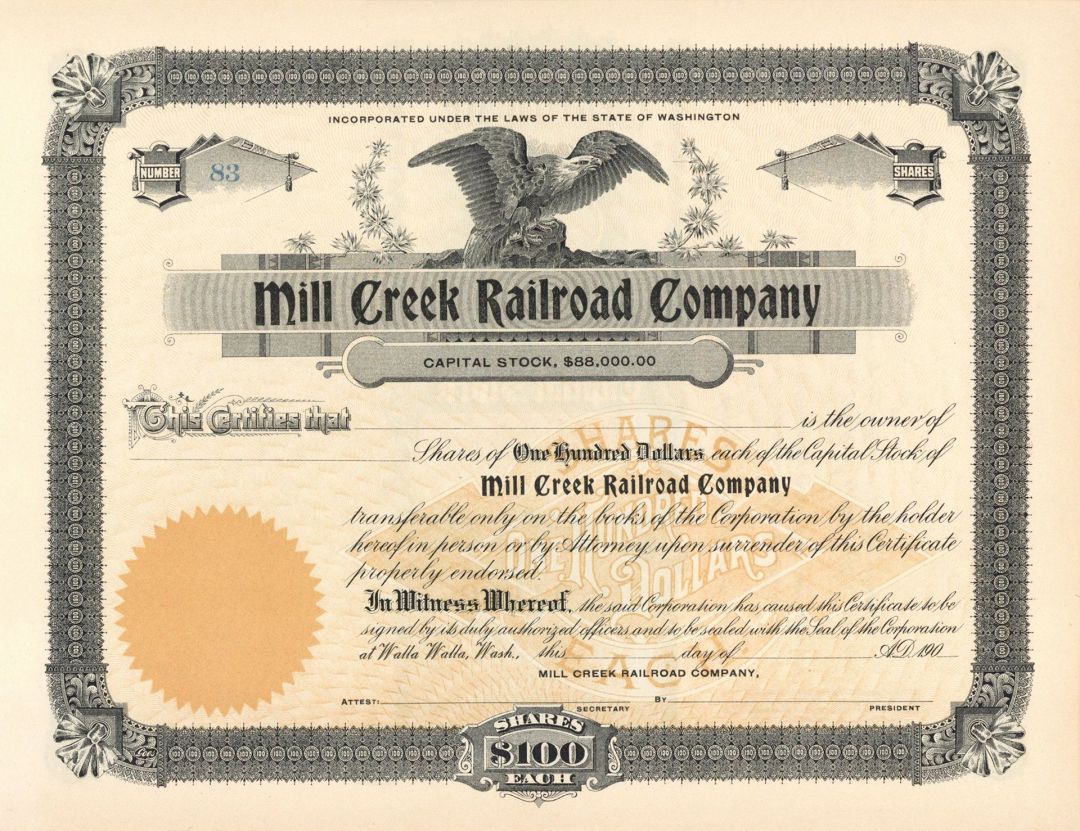 INCORPORATED UNDER THE LAWS OF THE STATE OF WASHINGTON
NUMBER 83
SHARES
Mill Creek Railroad Company
CAPITAL STOCK, $88,000.00
This Certifies that is the owner of
Shares of One Hundred Dollars each of the Capital Stock of
Mill Creek Railroad Company
transferable only on the books of the Corporation by the holder
hereof in person or by Attorney upon surrender of this Certificate
properly endorsed.
In Witness Whereof, the said Corporation has caused this Certificate to be
signed by its duly authorized officers and to be sealed with the Seal of the Corporation
at Walla Walla, Wash., this day of A.D. 190
MILL CREEK RAILROAD COMPANY,
ATTEST: SECRETARY BY PRESIDENT
SHARES
ONE HUNDRED
DOLLARS
EACH
SHARES
$100
EACH